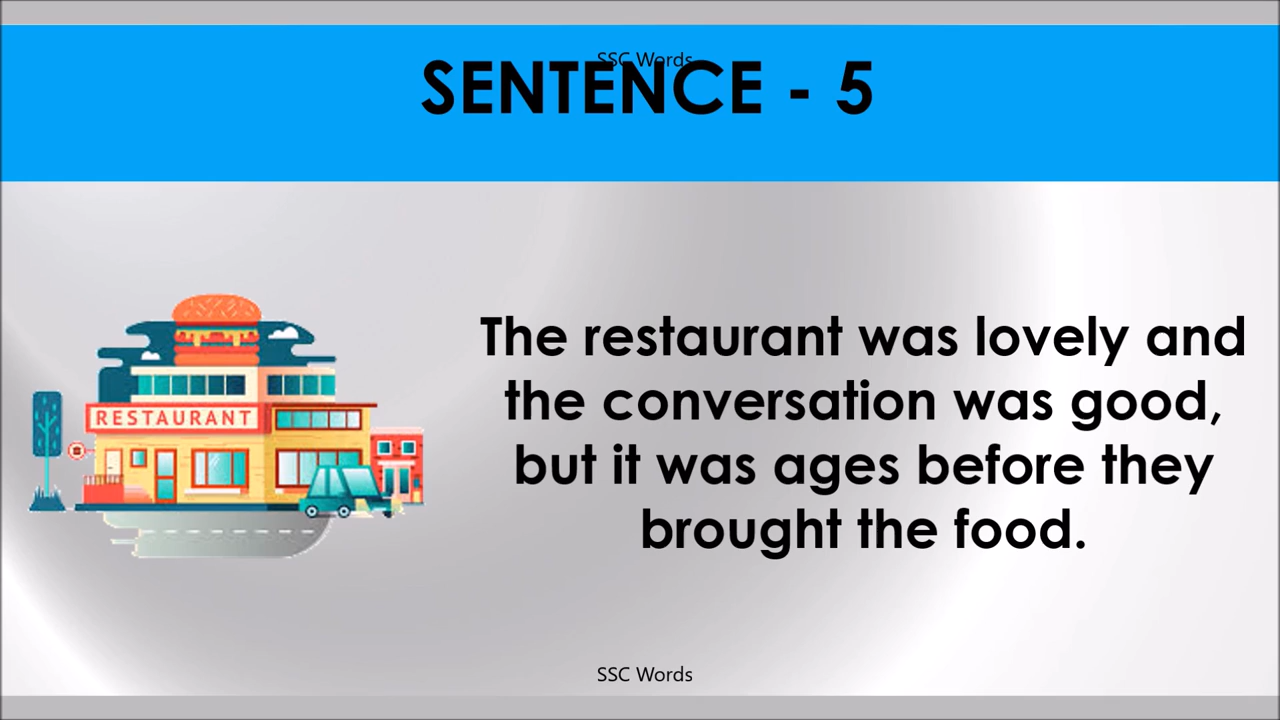 SSC Words
SENTENCE - 5
RESTAURANT
The restaurant was lovely and
the conversation was good,
but it was ages before they
brought the food.
SSC Words